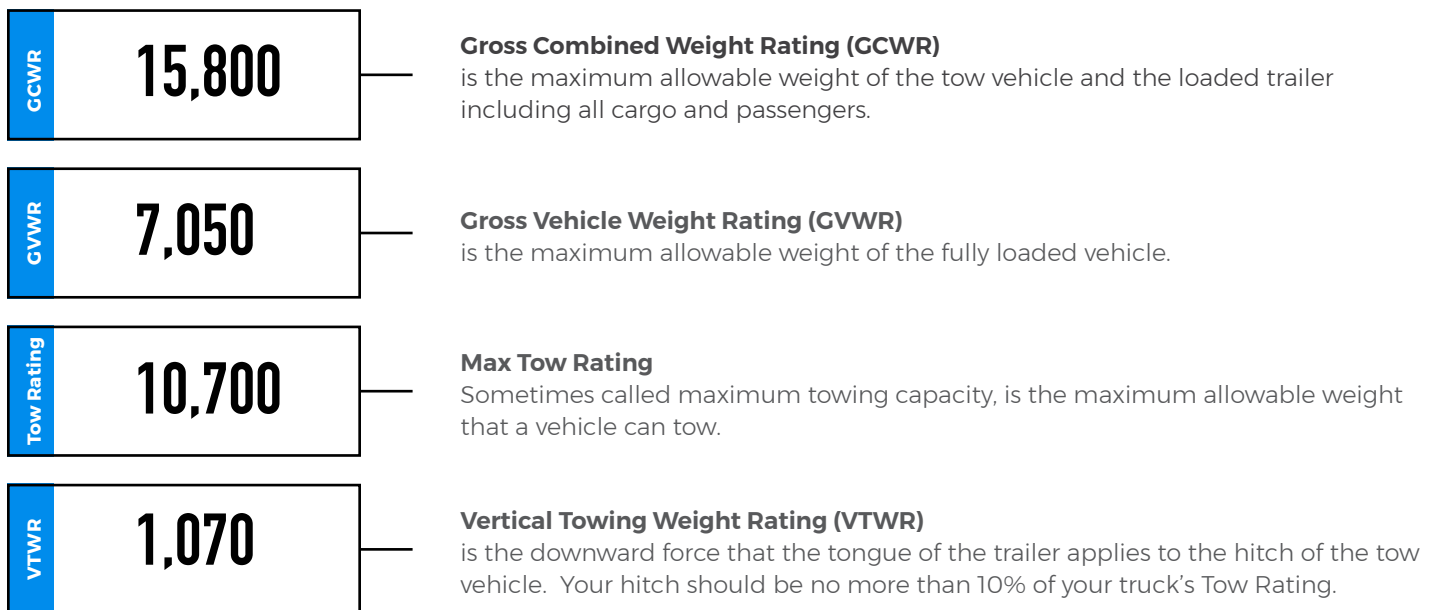 GCWR
15,800
Gross Combined Weight Rating (GCWR)
is the maximum allowable weight of the tow vehicle and the loaded trailer
including all cargo and passengers.
GVWR
7,050
Gross Vehicle Weight Rating (GVWR)
is the maximum allowable weight of the fully loaded vehicle.
Tow Rating
10,700
Max Tow Rating
Sometimes called maximum towing capacity, is the maximum allowable weight
that a vehicle can tow.
VTWR
1,070
Vertical Towing Weight Rating (VTWR)
is the downward force that the tongue of the trailer applies to the hitch of the tow
vehicle.  Your hitch should be no more than 10% of your truck's Tow Rating.